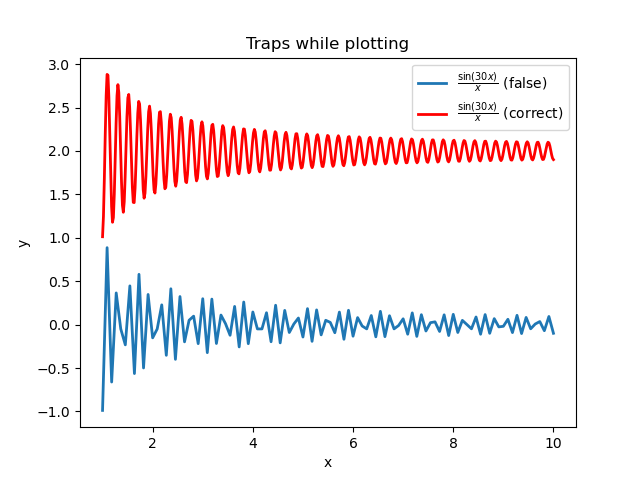 Traps while plotting
sin(30x)/x (false)
sin(30x)/x (correct)
3.0
2.5
2.0
1.5
1.0
0.5
0.0
−0.5
−1.0
y
2
4
6
8
10
x